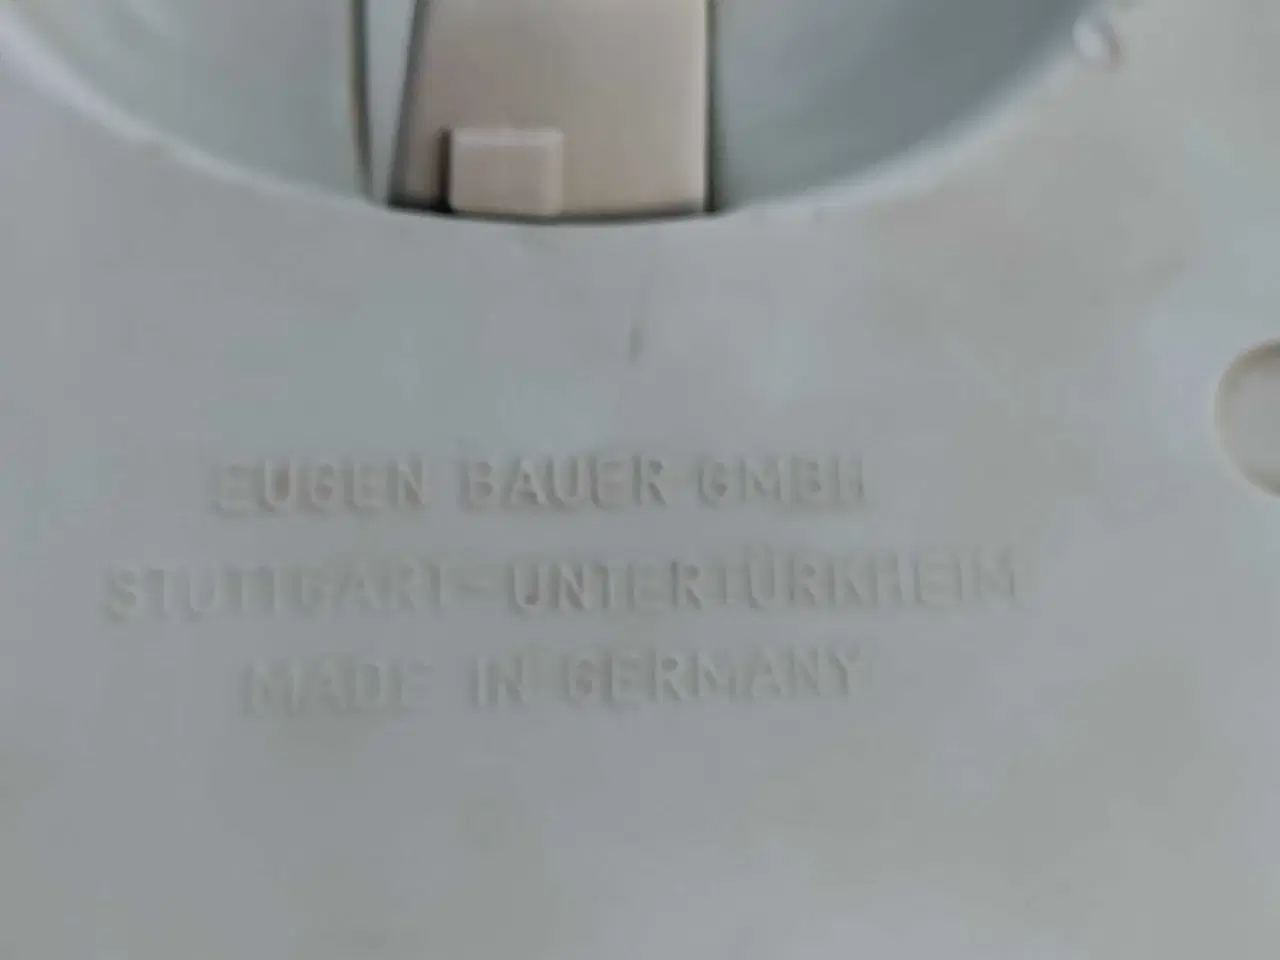 EUGEN BAUER GMBH
STUTTGART-UNTERTÜRKHEIM
MADE IN GERMANY